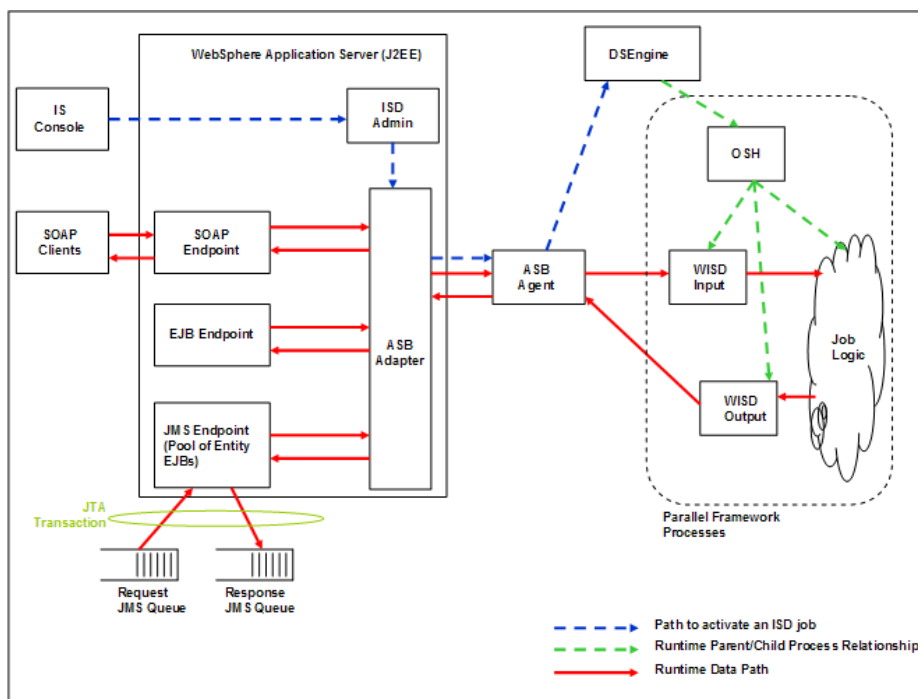 WebSphere Application Server (J2EE)
DSEngine
IS
Console
ISD
Admin
OSH
SOAP
Clients
SOAP
Endpoint
ASB
Agent
WISD
Input
EJB Endpoint
ASB
Adapter
Job
Logic
WISD
Output
JMS Endpoint
(Pool of Entity
EJBs)
JTA
Transaction
Parallel Framework
Processes
Request
JMS Queue
Response
JMS Queue
Path to activate an ISD job
Runtime Parent/Child Process Relationship
Runtime Data Path